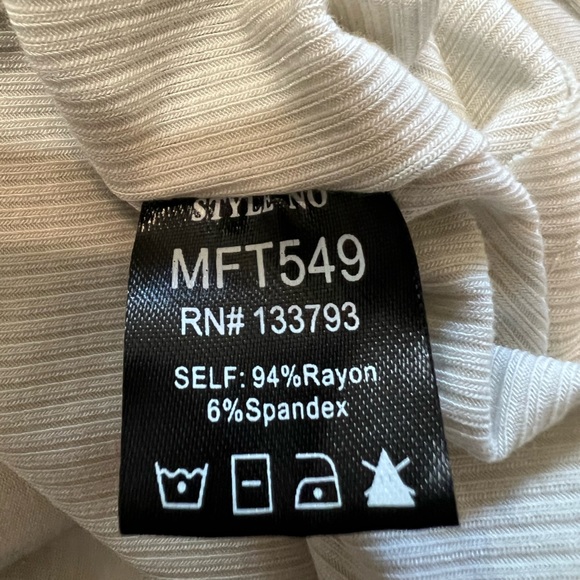 STYLE NO
MFT549
RN# 133793
SELF: 94%Rayon
6%Spandex